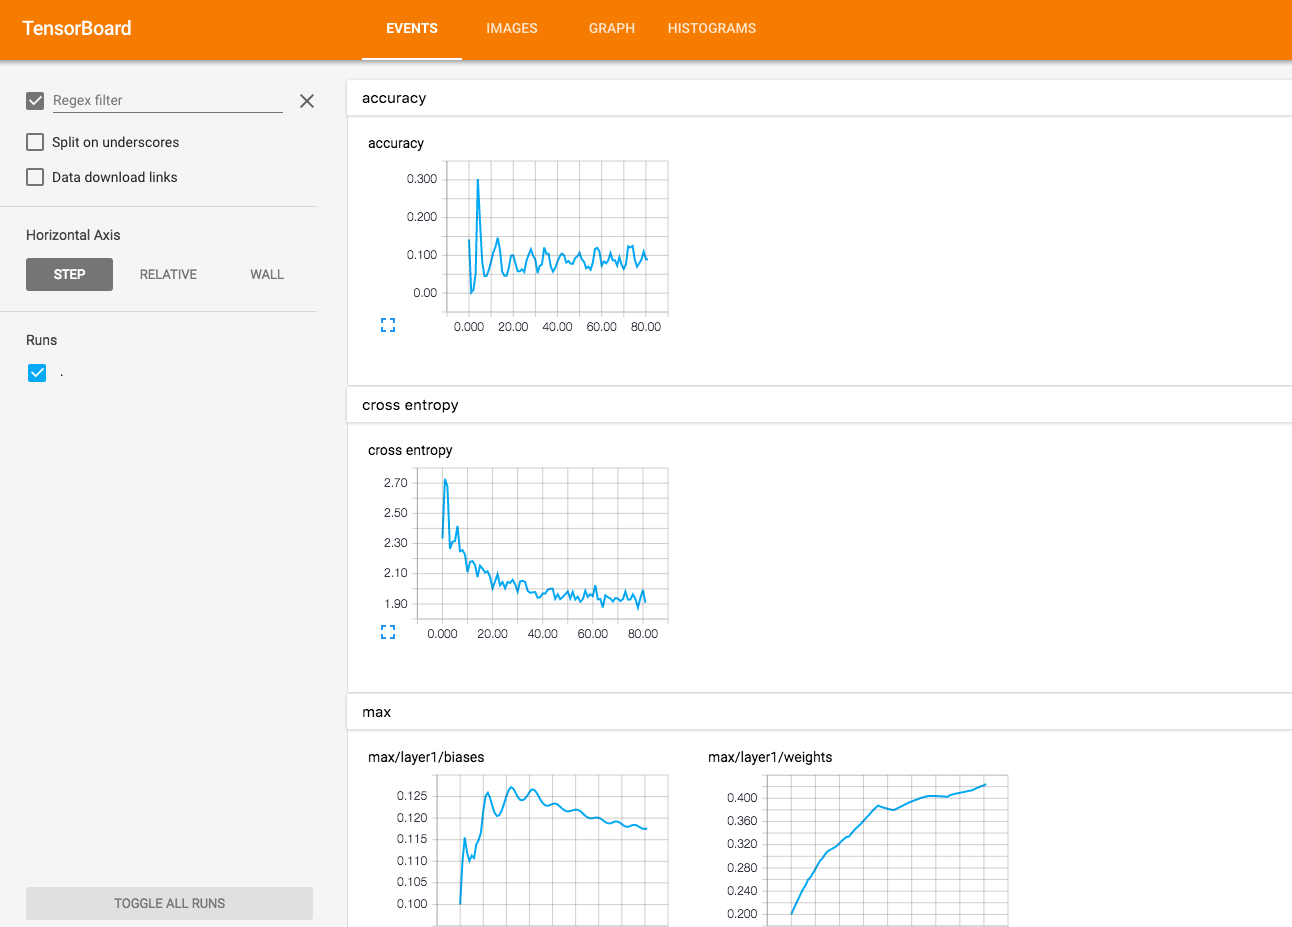 TensorBoard
EVENTS IMAGES GRAPH HISTOGRAMS
Regex filter
Split on underscores
Data download links
Horizontal Axis
STEP RELATIVE WALL
Runs
.
TOGGLE ALL RUNS
accuracy
accuracy
0.300
0.200
0.100
0.00
0.000 20.00 40.00 60.00 80.00
cross entropy
cross entropy
2.70
2.50
2.30
2.10
1.90
0.000 20.00 40.00 60.00 80.00
max
max/layer1/biases
0.125
0.120
0.115
0.110
0.105
0.100
max/layer1/weights
0.400
0.360
0.320
0.280
0.240
0.200